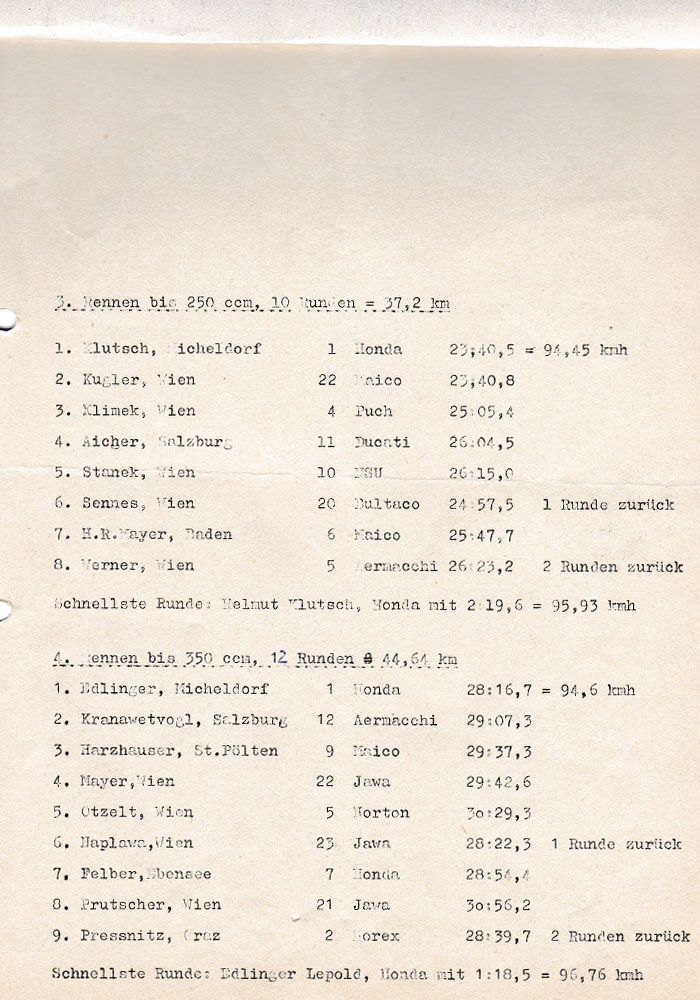 3. Rennen bis 250 ccm, 10 Runden = 37,2 km
1. Klutsch, Micheldorf 1 Honda 23;40,5 = 94,45 kmh
2. Kugler, Wien 22 Maico 23;40,8
3. Klimek, Wien 4 Puch 25:05,4
4. Aicher, Salzburg 11 Ducati 26:04,5
5. Stanek, Wien 10 NSU 26:15,0
6. Sennes, Wien 20 Bultaco 24:57,5 1 Runde zurück
7. H.R.Mayer, Baden 6 Maico 25:47,7
8. Werner, Wien 5 Aermacchi 26:23,2 2 Runden zurück
Schnellste Runde: Helmut Klutsch, Honda mit 2:19,6 = 95,93 kmh
4. Rennen bis 350 ccm, 12 Runden = 44,64 km
1. Edlinger, Micheldorf 1 Honda 28:16,7 = 94,6 kmh
2. Kranawetvogl, Salzburg 12 Aermacchi 29:07,3
3. Harzhauser, St.Pölten 9 Maico 29:37,3
4. Mayer,Wien 22 Jawa 29:42,6
5. Otzelt, Wien 5 Norton 3o:29,3
6. Haplawa,Wien 23 Jawa 28:22,3 1 Runde zurück
7. Felber,Ebensee 7 Honda 28:54,4
8. Prutscher, Wien 21 Jawa 3o:56,2
9. Pressnitz, Graz 2 28:39,7 2 Runden zurück
Schnellste Runde: Edlinger Lepold, Honda mit 1:18,5 = 96,76 kmh